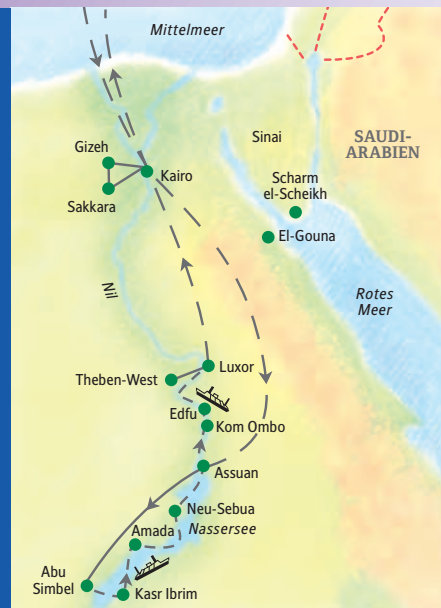 Mittelmeer
Gizeh
Kairo
Sakkara
Sinai
SAUDI-
ARABIEN
Scharm
el-Scheikh
El-Gouna
Rotes
Meer
Nil
Luxor
Theben-West
Edfu
Kom Ombo
Assuan
Neu-Sebua
Nassersee
Amada
Abu
Simbel
Kasr Ibrim